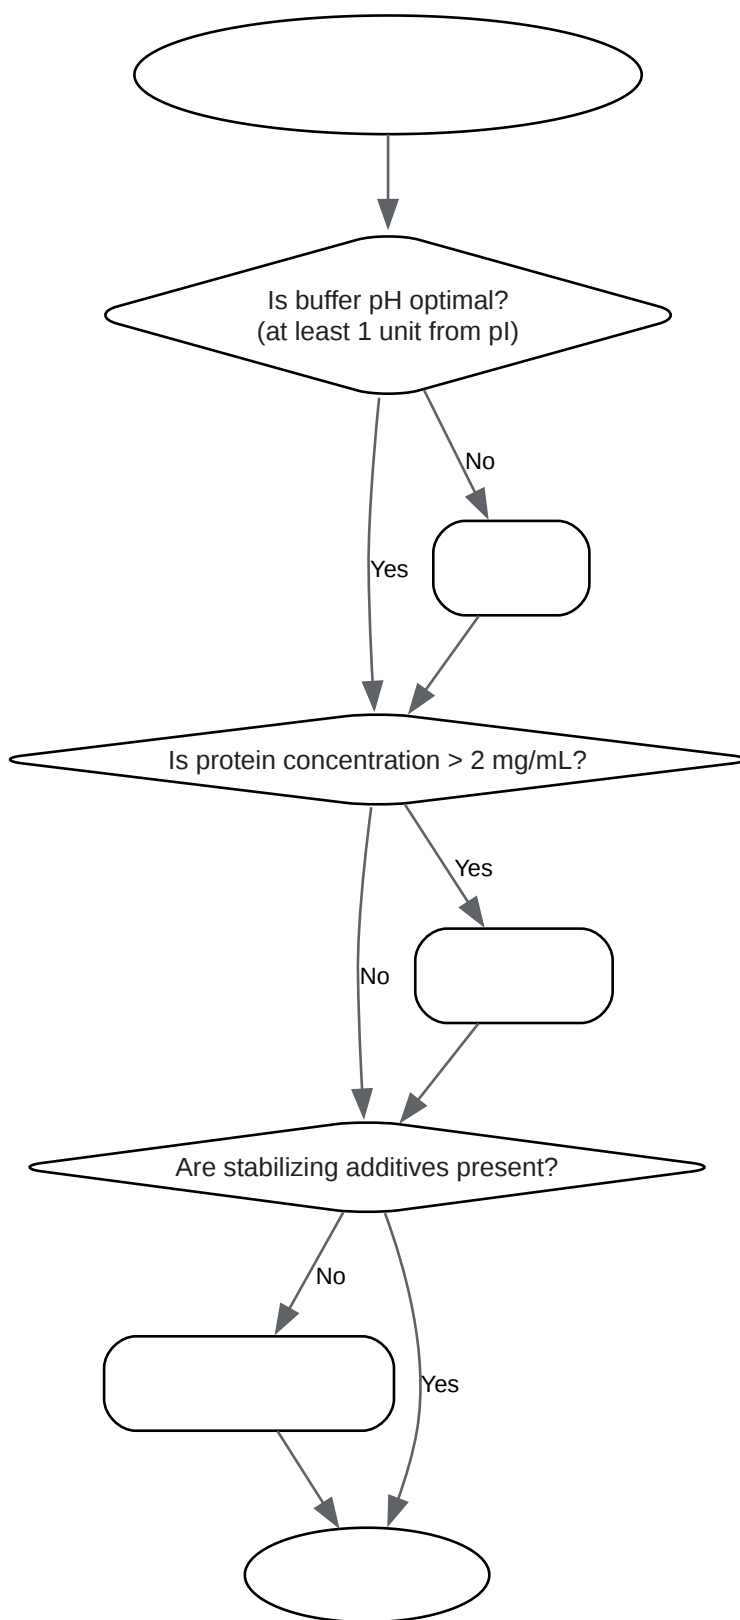 Is buffer pH optimal?
(at least 1 unit from pI)
No
Yes
Is protein concentration > 2 mg/mL?
Yes
No
Are stabilizing additives present?
No
Yes